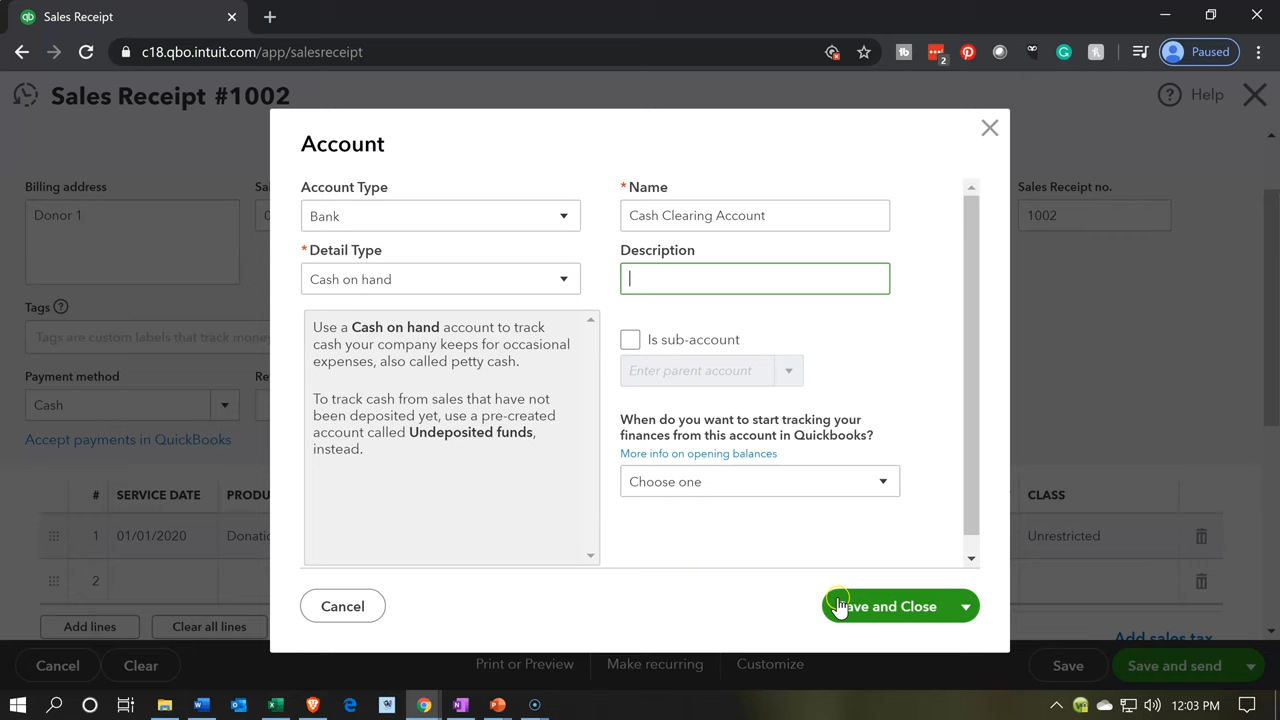 Sales Receipt
c18.qbo.intuit.com/app/salesreceipt
2
Paused
Sales Receipt #1002
Help
Account
Account Type
Bank
* Detail Type
Cash on hand
Use a Cash on hand account to track
cash your company keeps for occasional
expenses, also called petty cash.
To track cash from sales that have not
been deposited yet, use a pre-created
account called Undeposited funds,
instead.
* Name
Cash Clearing Account
Description
Is sub-account
Enter parent account
When do you want to start tracking your
finances from this account in Quickbooks?
More info on opening balances
Choose one
Cancel
Save and Close
Billing address
Donor 1
Sales Receipt no.
1002
Tags
Tags are custom labels that track mone
Payment method
Cash
Accept payments in QuickBooks
# SERVICE DATE CLASS
1 01/01/2020 Unrestricted
2
Add lines Clear all lines
Add sales tax
Cancel Clear Print or Preview Make recurring Customize Save Save and send
12:03 PM